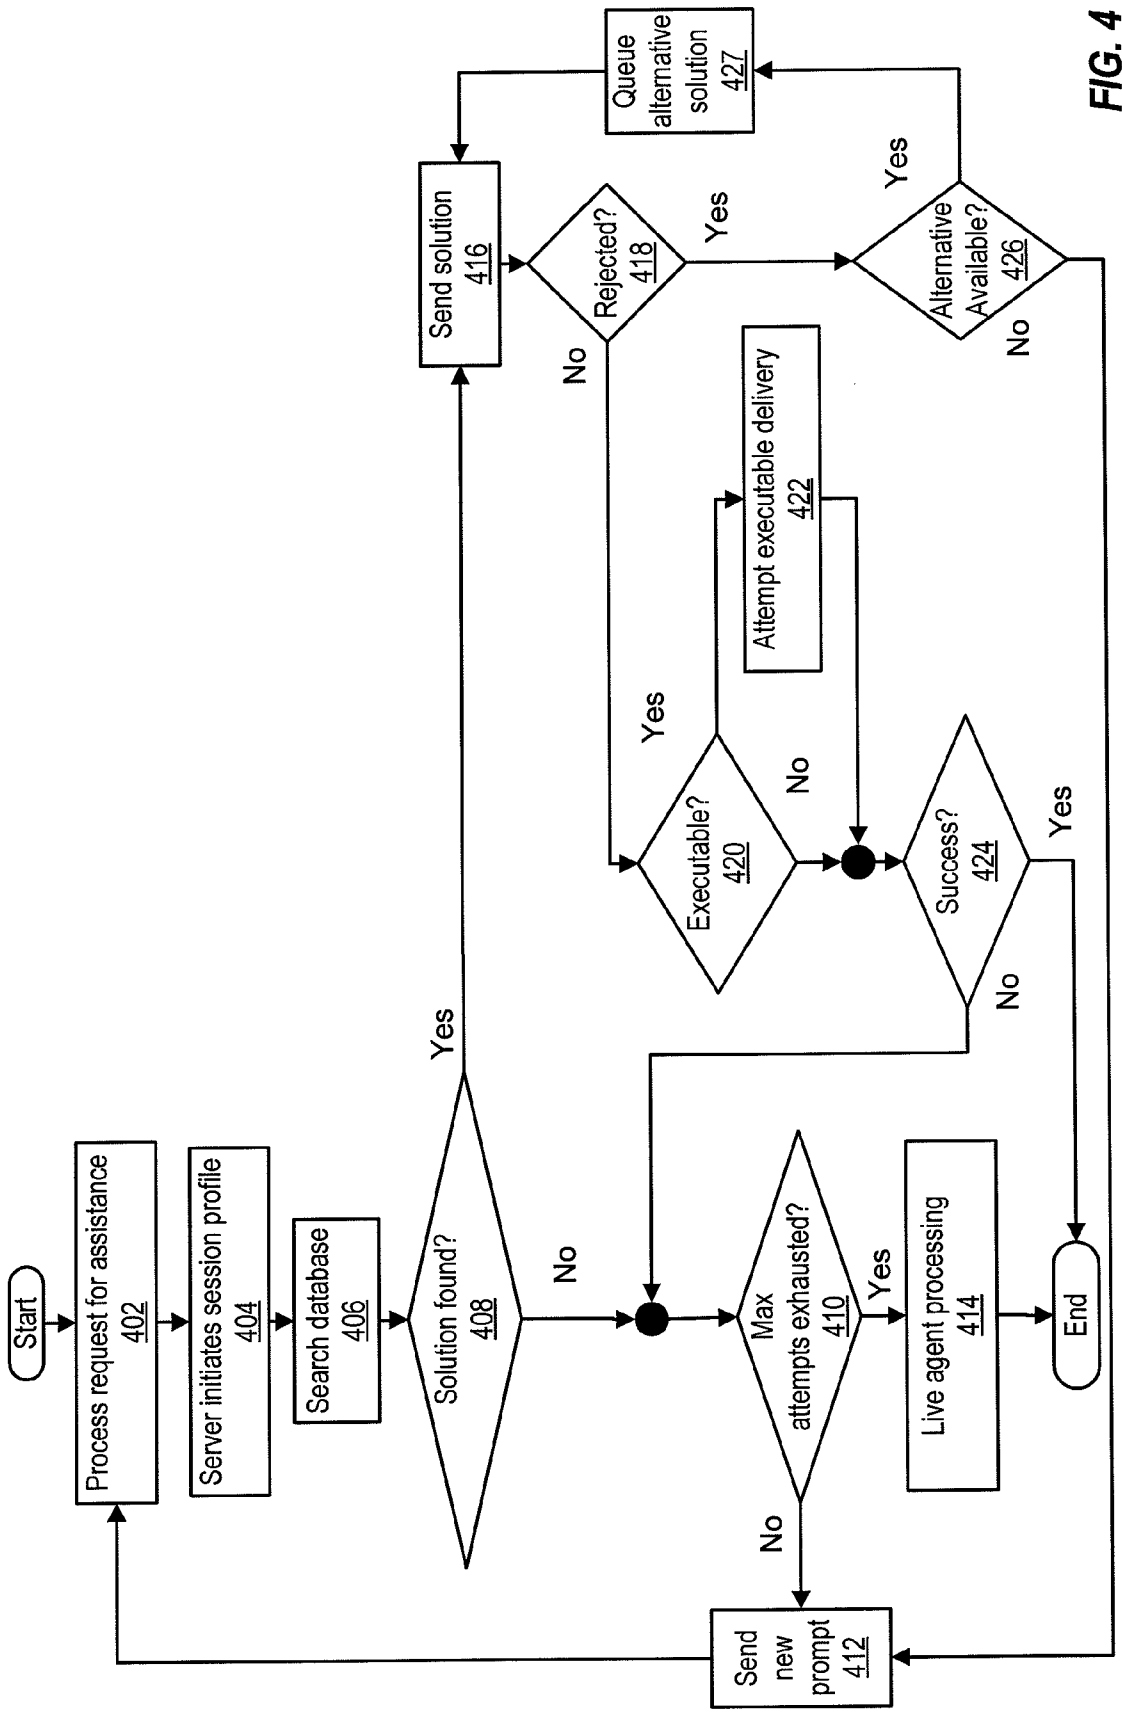 Start
Process request for assistance
402
Server initiates session profile
404
Search database
406
Solution found?
408
Yes
No
Max
attempts exhausted?
410
No
Yes
Send
new
prompt
412
Live agent processing
414
End
Send solution
416
Rejected?
418
No
Yes
Executable?
420
Yes
No
Attempt executable delivery
422
Success?
424
No
Yes
Alternative
Available?
426
Yes
No
Queue
alternative
solution
427
FIG. 4